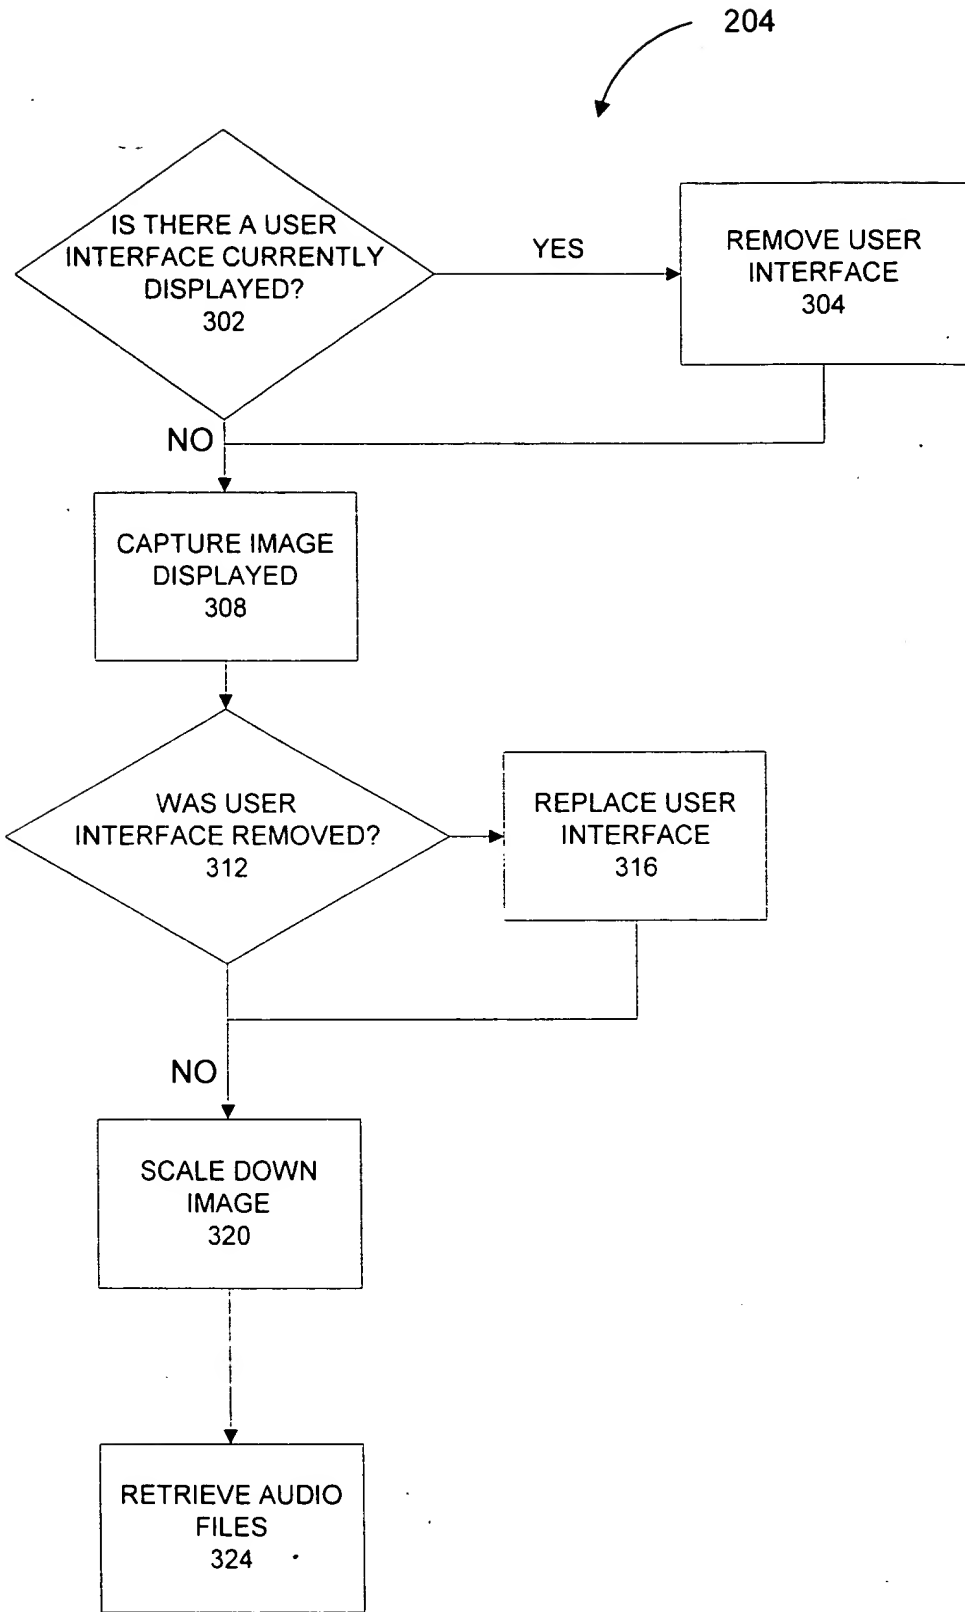 204
IS THERE A USER
INTERFACE CURRENTLY
DISPLAYED?
302
YES
REMOVE USER
INTERFACE
304
NO
CAPTURE IMAGE
DISPLAYED
308
WAS USER
INTERFACE REMOVED?
312
REPLACE USER
INTERFACE
316
NO
SCALE DOWN
IMAGE
320
RETRIEVE AUDIO
FILES
324